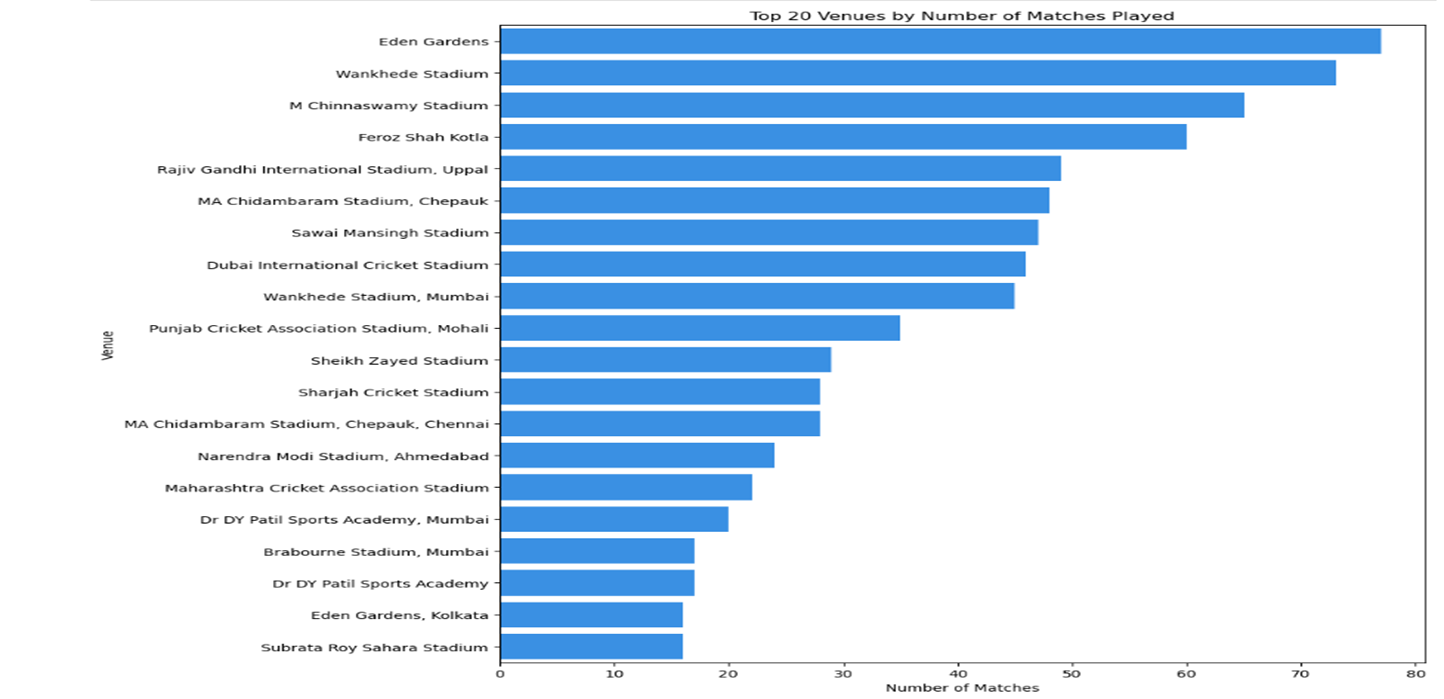 Top 20 Venues by Number of Matches Played
Eden Gardens
Wankhede Stadium
M Chinnaswamy Stadium
Feroz Shah Kotla
Rajiv Gandhi International Stadium, Uppal
MA Chidambaram Stadium, Chepauk
Sawai Mansingh Stadium
Dubai International Cricket Stadium
Wankhede Stadium, Mumbai
Punjab Cricket Association Stadium, Mohali
Sheikh Zayed Stadium
Sharjah Cricket Stadium
MA Chidambaram Stadium, Chepauk, Chennai
Narendra Modi Stadium, Ahmedabad
Maharashtra Cricket Association Stadium
Dr DY Patil Sports Academy, Mumbai
Brabourne Stadium, Mumbai
Dr DY Patil Sports Academy
Eden Gardens, Kolkata
Subrata Roy Sahara Stadium
Venue
0 10 20 30 40 50 60 70 80
Number of Matches